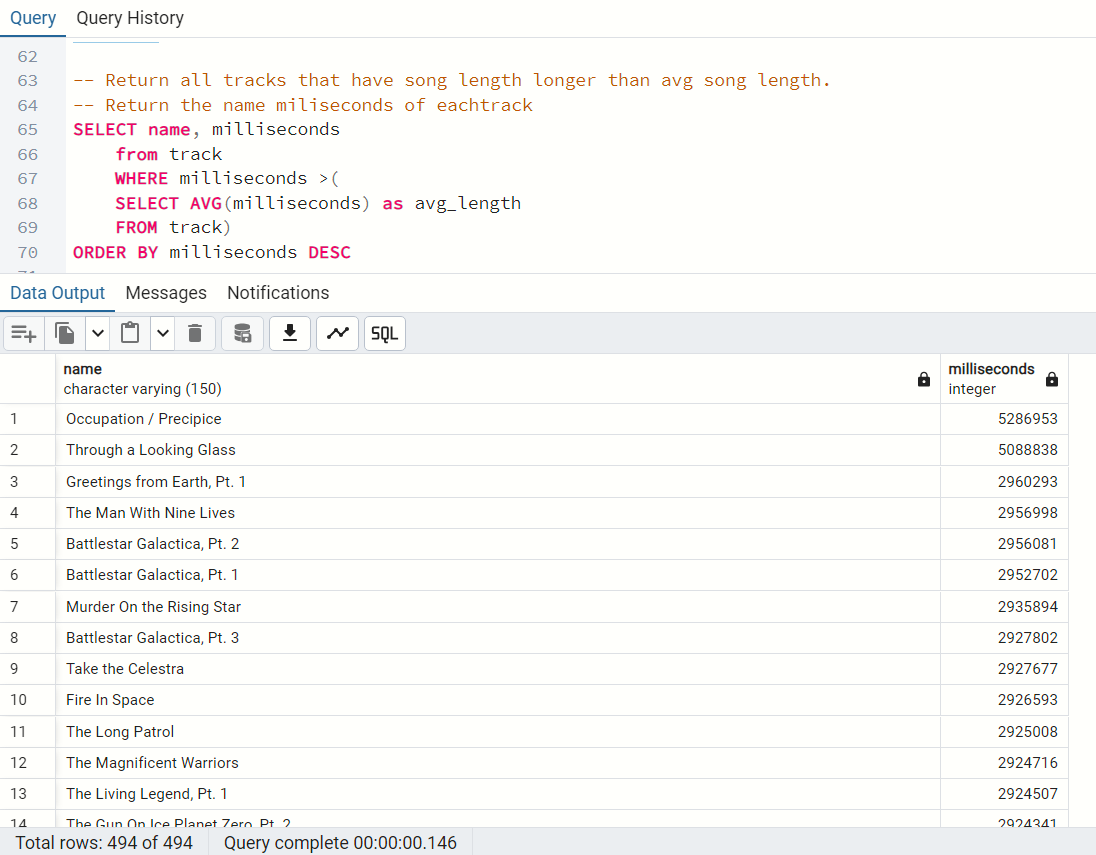 Query Query History
62
63 -- Return all tracks that have song length longer than avg song length.
64 -- Return the name miliseconds of eachtrack
65 SELECT name, milliseconds
66 from track
67 WHERE milliseconds >(
68 SELECT AVG(milliseconds) as avg_length
69 FROM track)
70 ORDER BY milliseconds DESC
Data Output Messages Notifications
SQL
name milliseconds
character varying (150) integer
1 Occupation / Precipice 5286953
2 Through a Looking Glass 5088838
3 Greetings from Earth, Pt. 1 2960293
4 The Man With Nine Lives 2956998
5 Battlestar Galactica, Pt. 2 2956081
6 Battlestar Galactica, Pt. 1 2952702
7 Murder On the Rising Star 2935894
8 Battlestar Galactica, Pt. 3 2927802
9 Take the Celestra 2927677
10 Fire In Space 2926593
11 The Long Patrol 2925008
12 The Magnificent Warriors 2924716
13 The Living Legend, Pt. 1 2924507
14 The Gun On Ice Planet Zero, Pt. 2 2924341
Total rows: 494 of 494 Query complete 00:00:00.146